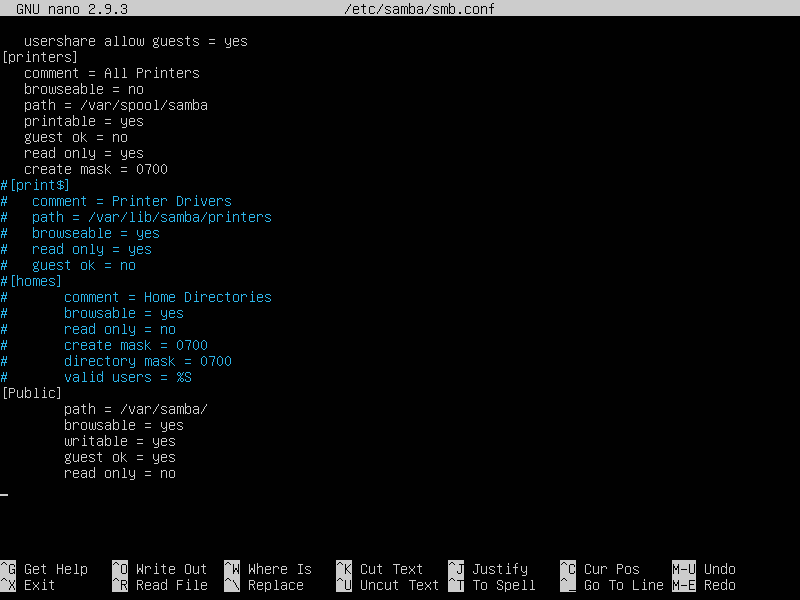 GNU nano 2.9.3 /etc/samba/smb.conf
usershare allow guests = yes
[printers]
comment = All Printers
browseable = no
path = /var/spool/samba
printable = yes
guest ok = no
read only = yes
create mask = 0700
#[print$]
# comment = Printer Drivers
# path = /var/lib/samba/printers
# browseable = yes
# read only = yes
# guest ok = no
#[homes]
# comment = Home Directories
# browsable = yes
# read only = no
# create mask = 0700
# directory mask = 0700
# valid users = %S
[Public]
path = /var/samba/
browsable = yes
writable = yes
guest ok = yes
read only = no
^G Get Help ^O Write Out ^W Where Is ^K Cut Text ^J Justify ^C Cur Pos M-U Undo
^X Exit ^R Read File ^\ Replace ^U Uncut Text ^T To Spell ^_ Go To Line M-E Redo